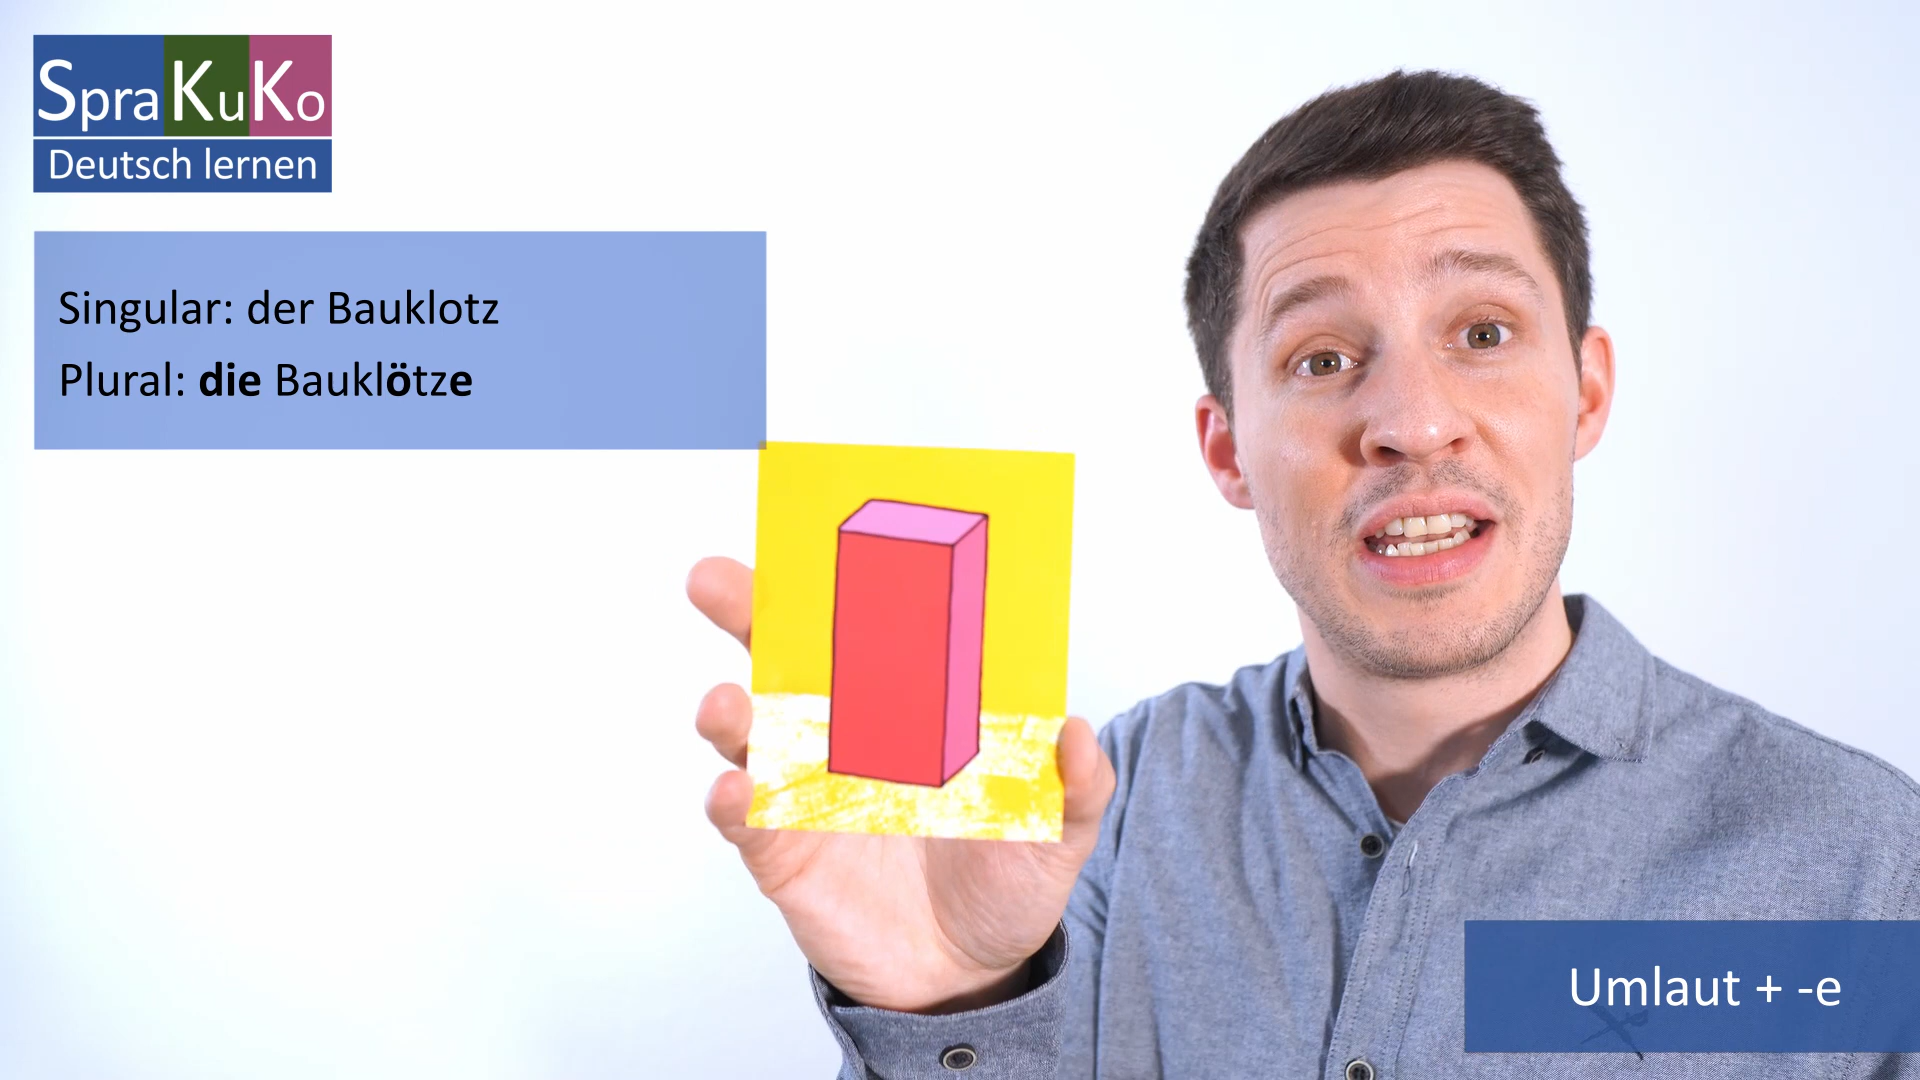 SpraKuKo
Deutsch lernen
Singular: der Bauklotz
Plural: die Bauklötze
Umlaut + -e